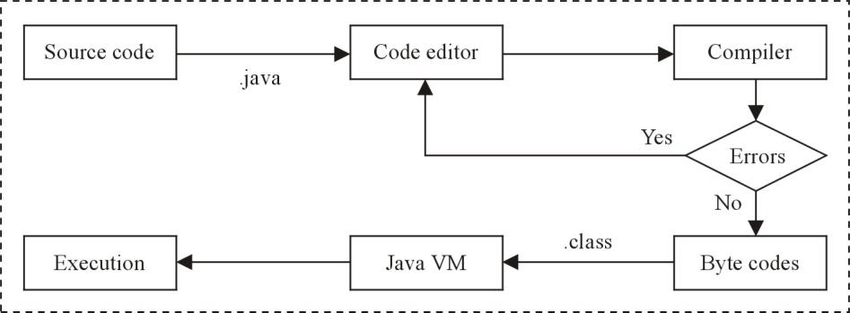 Source code
.java
Code editor
Compiler
Yes
Errors
No
Execution
Java VM
.class
Byte codes